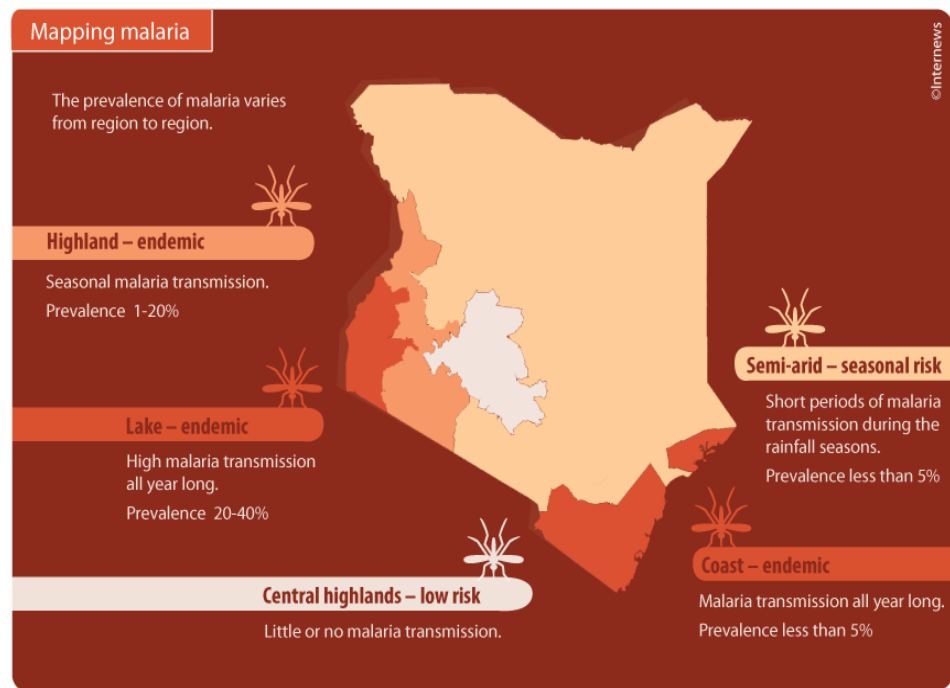 Mapping malaria
©Internews
The prevalence of malaria varies
from region to region.
Highland – endemic
Seasonal malaria transmission.
Prevalence 1-20%
Lake – endemic
High malaria transmission
all year long.
Prevalence 20-40%
Central highlands – low risk
Little or no malaria transmission.
Semi-arid – seasonal risk
Short periods of malaria
transmission during the
rainfall seasons.
Prevalence less than 5%
Coast – endemic
Malaria transmission all year long.
Prevalence less than 5%